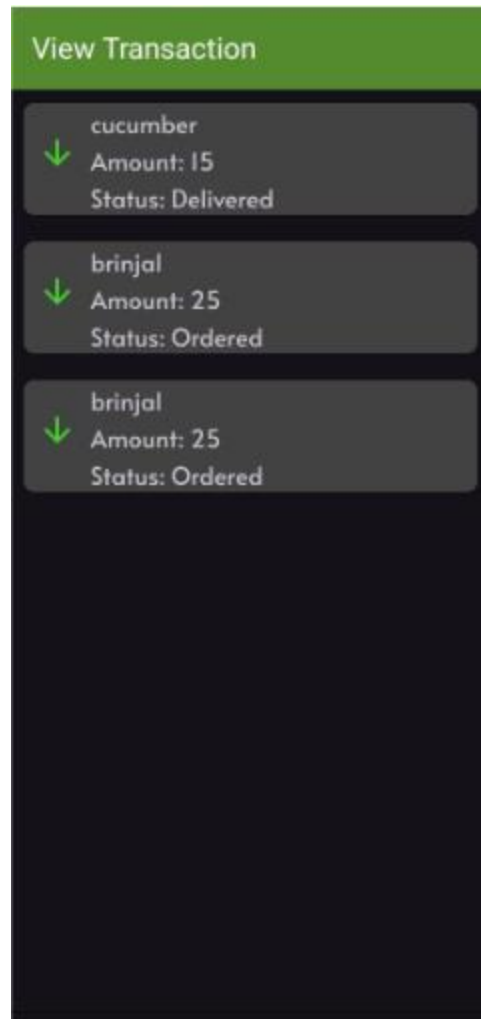 View Transaction
cucumber
Amount: 15
Status: Delivered
brinjal
Amount: 25
Status: Ordered
brinjal
Amount: 25
Status: Ordered